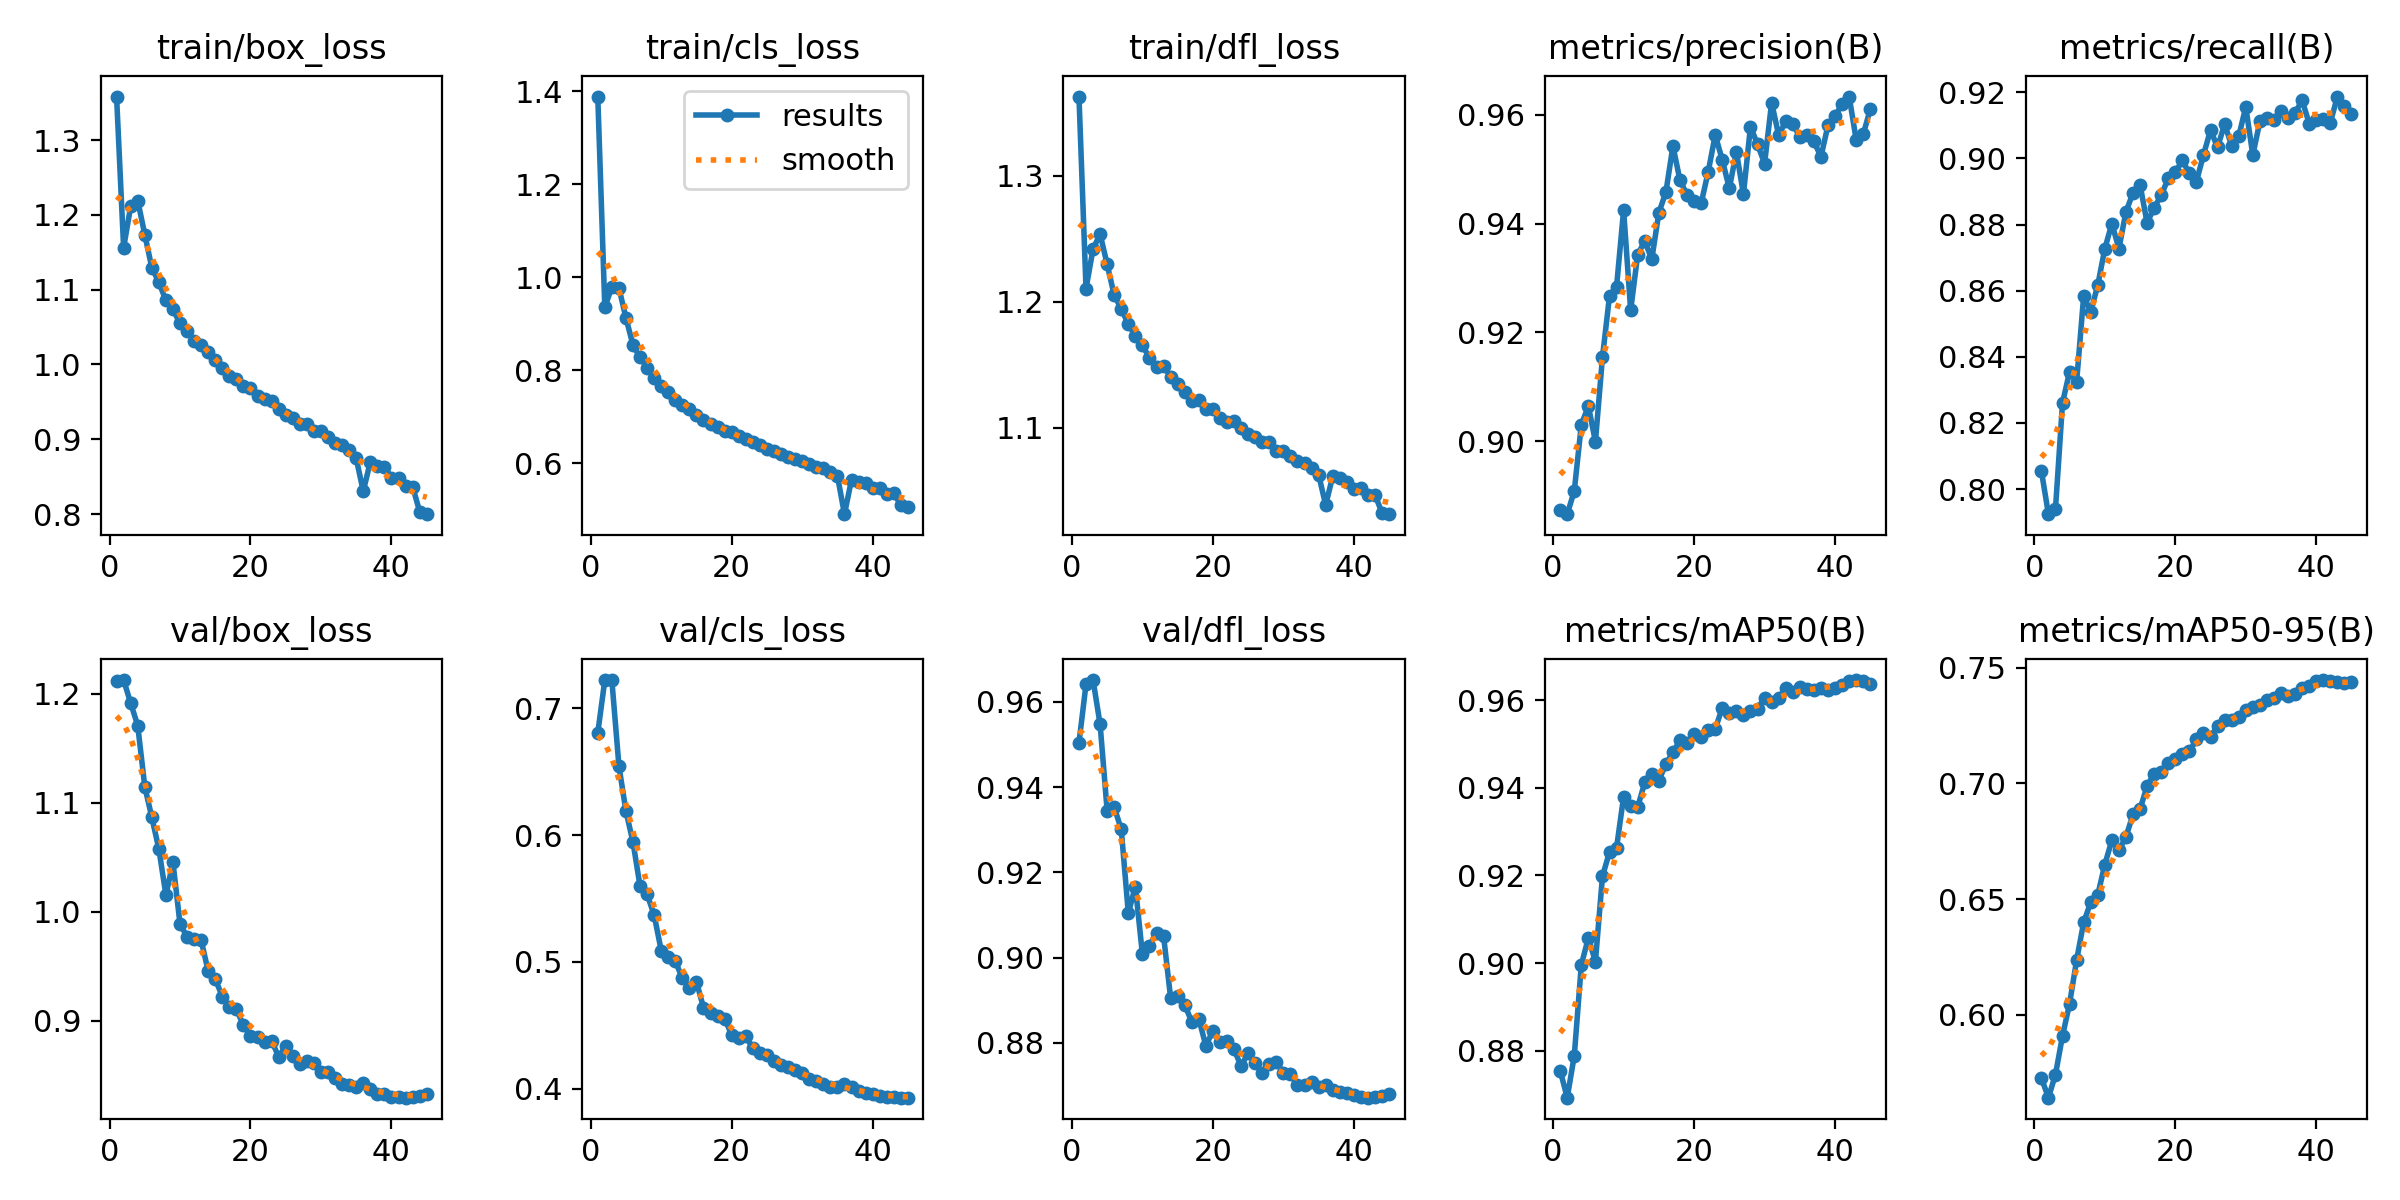 train/box_loss
1.3
1.2
1.1
1.0
0.9
0.8
0 20 40
train/cls_loss
results
smooth
1.4
1.2
1.0
0.8
0.6
0 20 40
train/dfl_loss
1.3
1.2
1.1
0 20 40
metrics/precision(B)
0.96
0.94
0.92
0.90
0 20 40
metrics/recall(B)
0.92
0.90
0.88
0.86
0.84
0.82
0.80
0 20 40
val/box_loss
1.2
1.1
1.0
0.9
0 20 40
val/cls_loss
0.7
0.6
0.5
0.4
0 20 40
val/dfl_loss
0.96
0.94
0.92
0.90
0.88
0 20 40
metrics/mAP50(B)
0.96
0.94
0.92
0.90
0.88
0 20 40
metrics/mAP50-95(B)
0.75
0.70
0.65
0.60
0 20 40